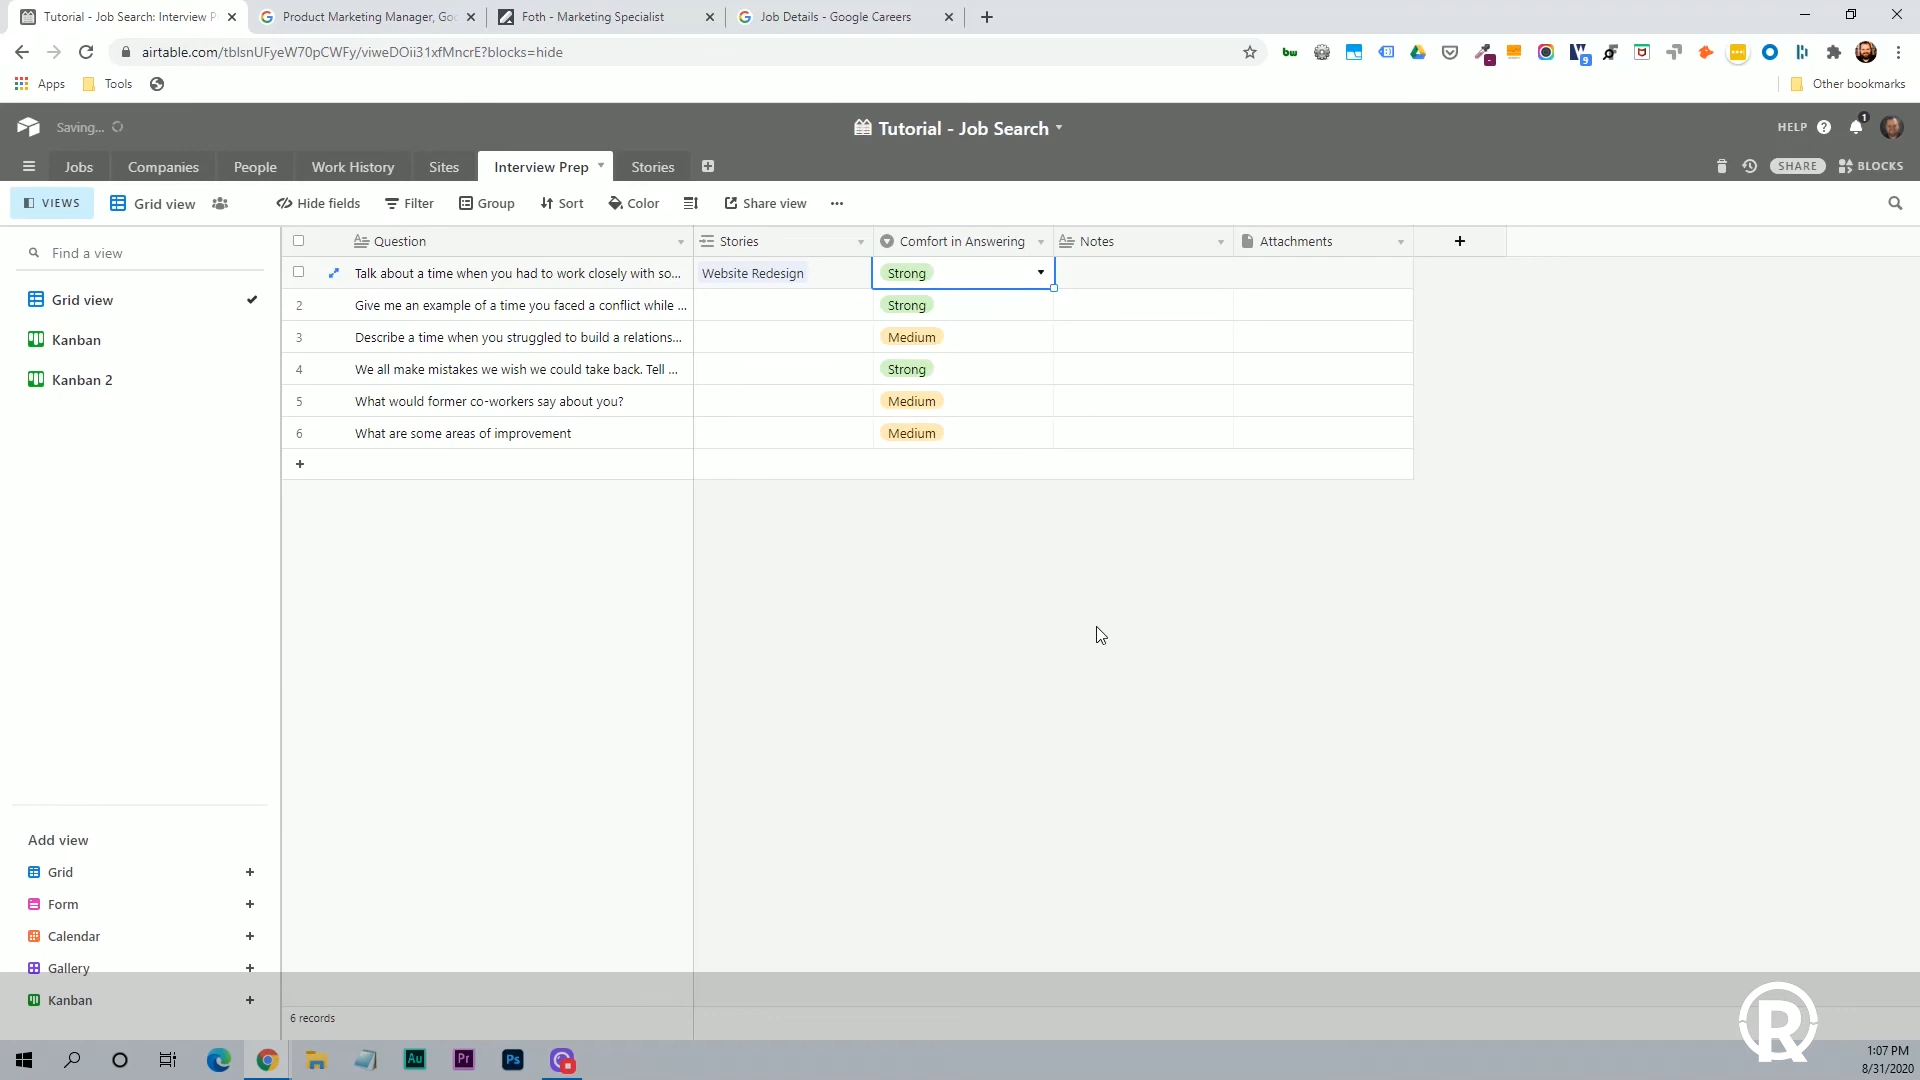 Tutorial - Job Search: Interview P
Product Marketing Manager, Goo
Foth - Marketing Specialist
Job Details - Google Careers
airtable.com/tblsnUFyeW70pCWFy/viweDOii31xfMncrE?blocks=hide
bw
9
Apps
Tools
Other bookmarks
Saving...
Tutorial - Job Search
HELP
1
Jobs
Companies
People
Work History
Sites
Interview Prep
Stories
SHARE
BLOCKS
VIEWS
Grid view
Hide fields
Filter
Group
Sort
Color
Share view
Find a view
Question
Stories
Comfort in Answering
Notes
Attachments
Talk about a time when you had to work closely with so...
Website Redesign
Strong
Grid view
2
Give me an example of a time you faced a conflict while ...
Strong
Kanban
3
Describe a time when you struggled to build a relations...
Medium
Kanban 2
4
We all make mistakes we wish we could take back. Tell ...
Strong
5
What would former co-workers say about you?
Medium
6
What are some areas of improvement
Medium
Add view
Grid
Form
Calendar
Gallery
Kanban
6 records
R
Au
Pr
Ps
1:07 PM
8/31/2020